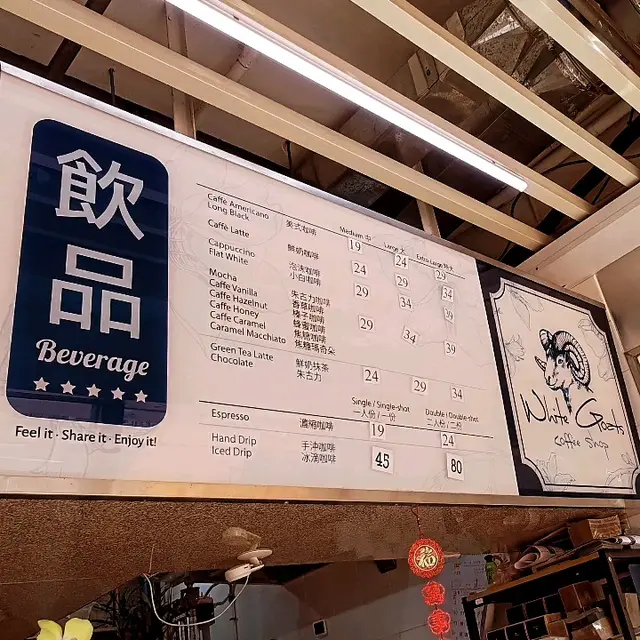 飲品
Beverage
Feel it · Share it · Enjoy it!
Medium 中 Large 大 Extra Large 特大
Caffè Americano 美式咖啡 19 24 29
Long Black
Caffè Latte 鮮奶咖啡 24 29 34
Cappuccino 泡沫咖啡 29 34 39
Flat White 小白咖啡
Mocha 朱古力咖啡 29 34 39
Caffè Vanilla 香草咖啡
Caffè Hazelnut 榛子咖啡
Caffè Honey 蜂蜜咖啡
Caffè Caramel 焦糖咖啡
Caramel Macchiato 焦糖瑪奇朵
Green Tea Latte 鮮奶抹茶 24 29 34
Chocolate 朱古力
Single / Single-shot Double / Double-shot
一人份 / 一份 二人份 / 二份
Espresso 濃縮咖啡 19 24
Hand Drip 手沖咖啡 45 80
Iced Drip 冰滴咖啡
White Goats
coffee Shop
福